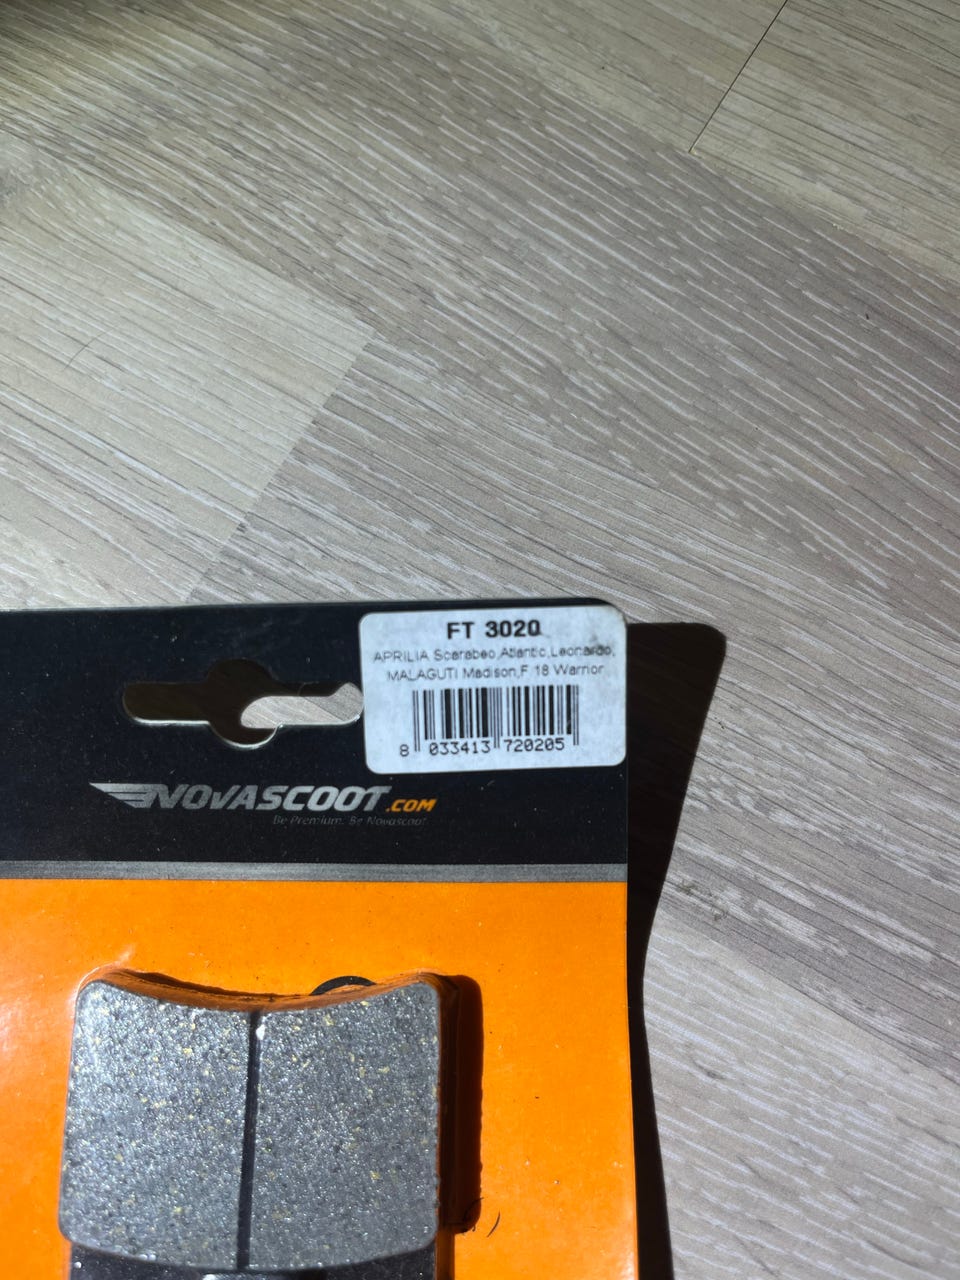 FT 3020
APRILIA Scarabeo,Atlantic,Leonardo,
MALAGUTI Madison,F 18 Warrior
8 033413 720205
NOVASCOOT.COM
Be Premium. Be Novascoot.